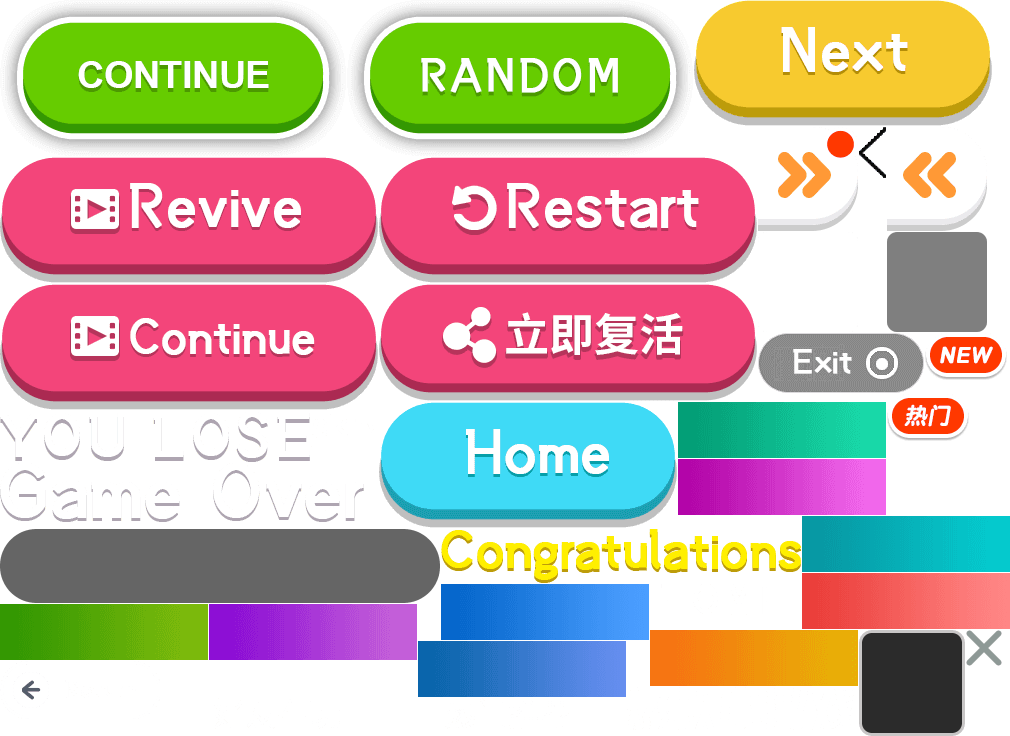 CONTINUE
RANDOM
Next
Revive
Restart
Continue
立即复活
Exit
NEW
热门
YOU LOSE
Game Over
Home
Congratulations